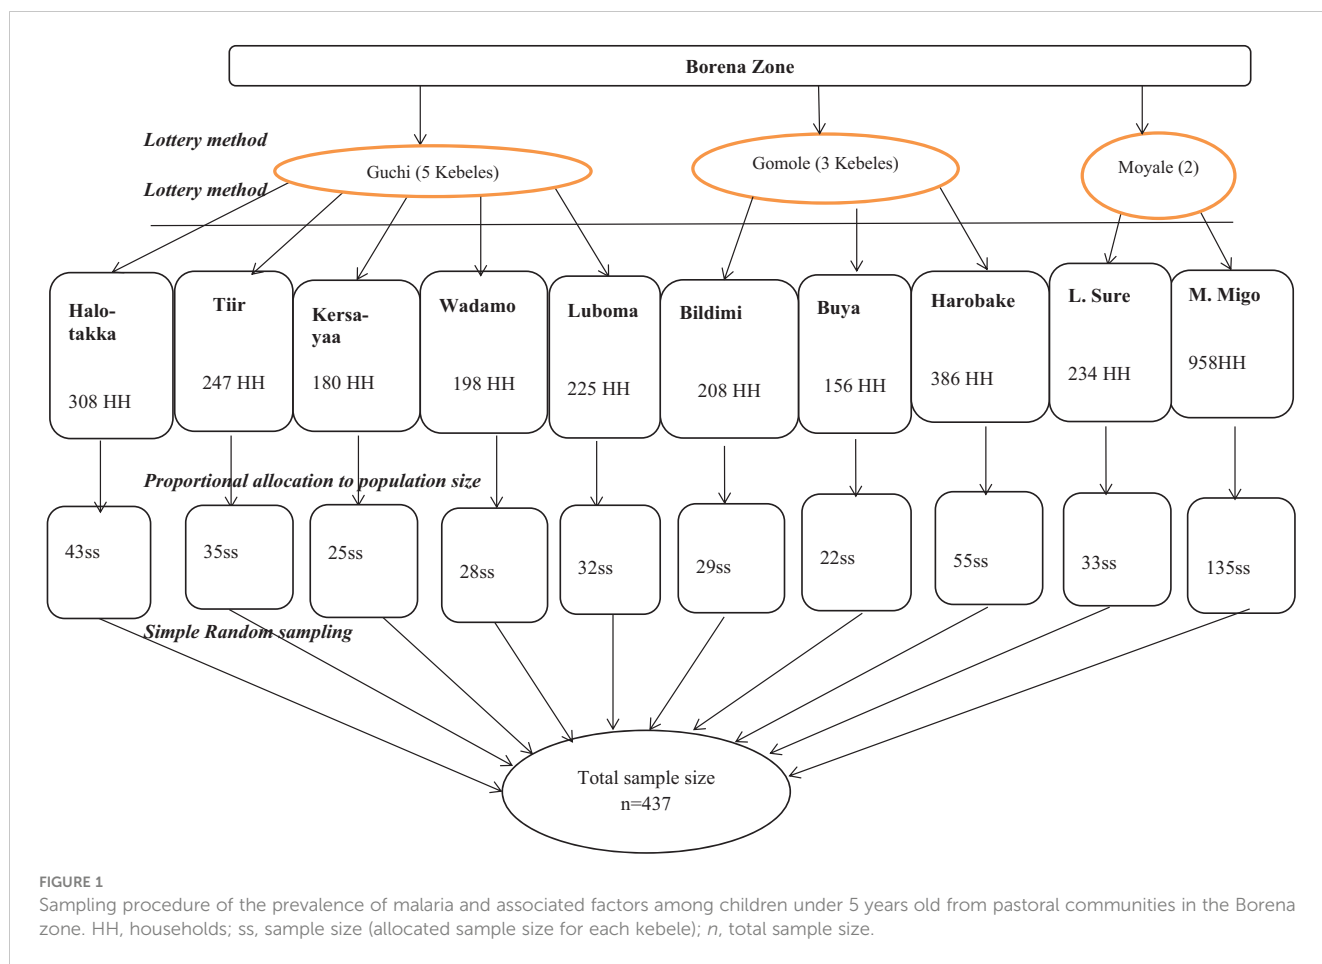 Borena Zone
Lottery method
Guchi (5 Kebeles)
Gomole (3 Kebeles)
Moyale (2)
Lottery method
Halo-
takka
308 HH
Tiir
247 HH
Kersa-
yaa
180 HH
Wadamo
198 HH
Luboma
225 HH
Bildimi
208 HH
Buya
156 HH
Harobake
386 HH
L. Sure
234 HH
M. Migo
958HH
Proportional allocation to population size
43ss
35ss
25ss
28ss
32ss
29ss
22ss
55ss
33ss
135ss
Simple Random sampling
Total sample size
n=437
FIGURE 1
Sampling procedure of the prevalence of malaria and associated factors among children under 5 years old from pastoral communities in the Borena
zone. HH, households; ss, sample size (allocated sample size for each kebele); n, total sample size.